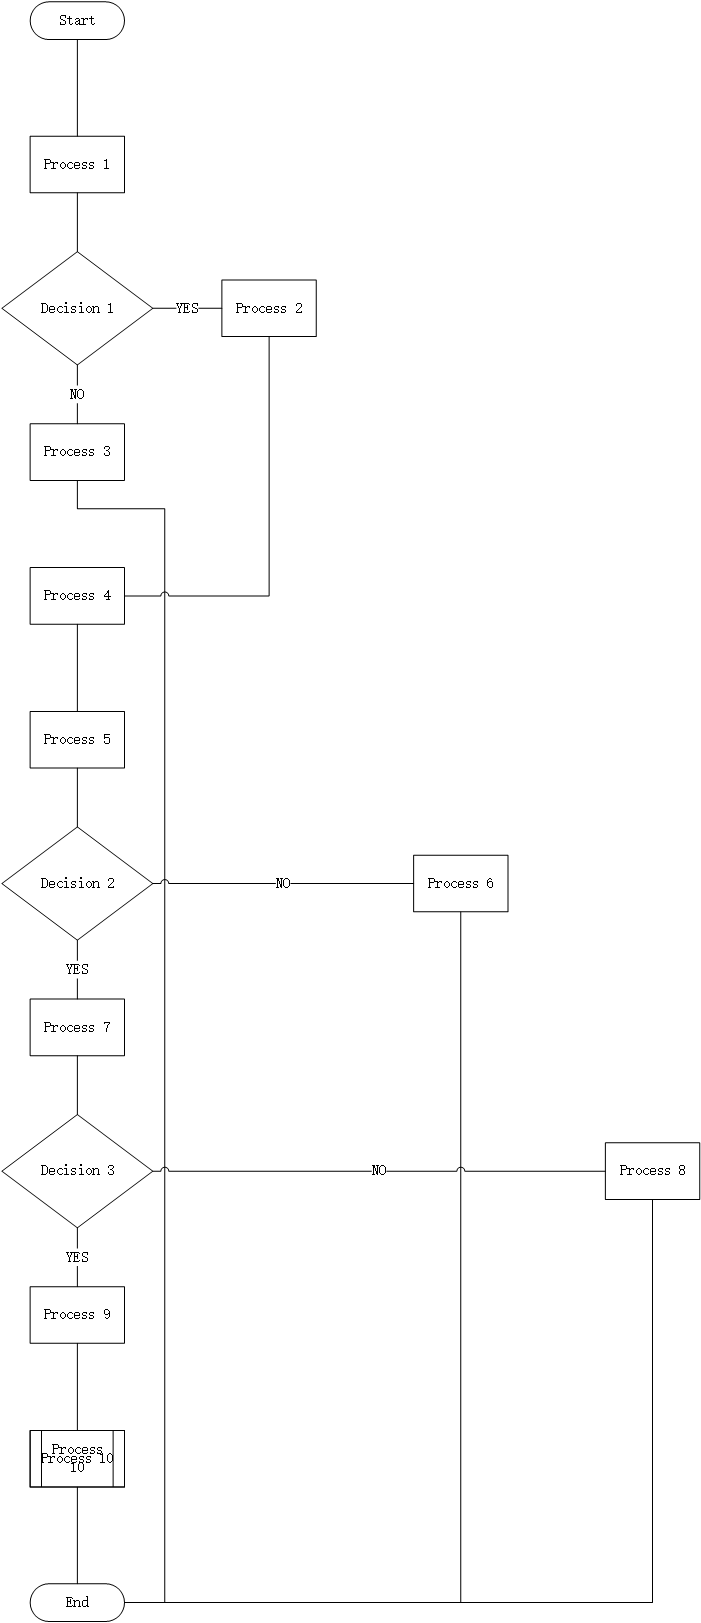 Start
Process 1
Decision 1
YES
Process 2
NO
Process 3
Process 4
Process 5
Decision 2
NO
Process 6
YES
Process 7
Decision 3
NO
Process 8
YES
Process 9
Process
10
Process 10
End